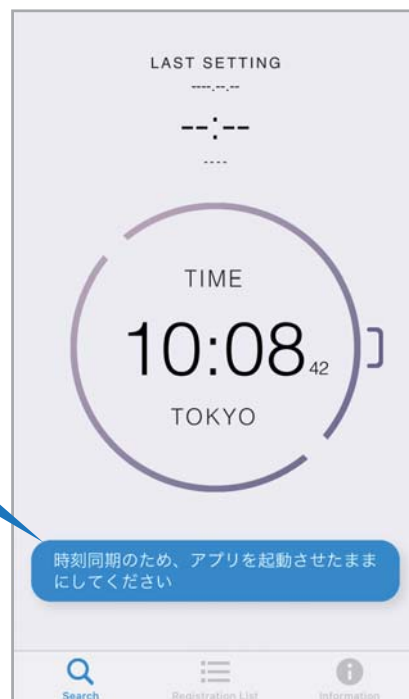 LAST SETTING
----.--.--
--:--
----
TIME
10:08 42
TOKYO
時刻同期のため、アプリを起動させたまま
にしてください
Search
Registration List
Information